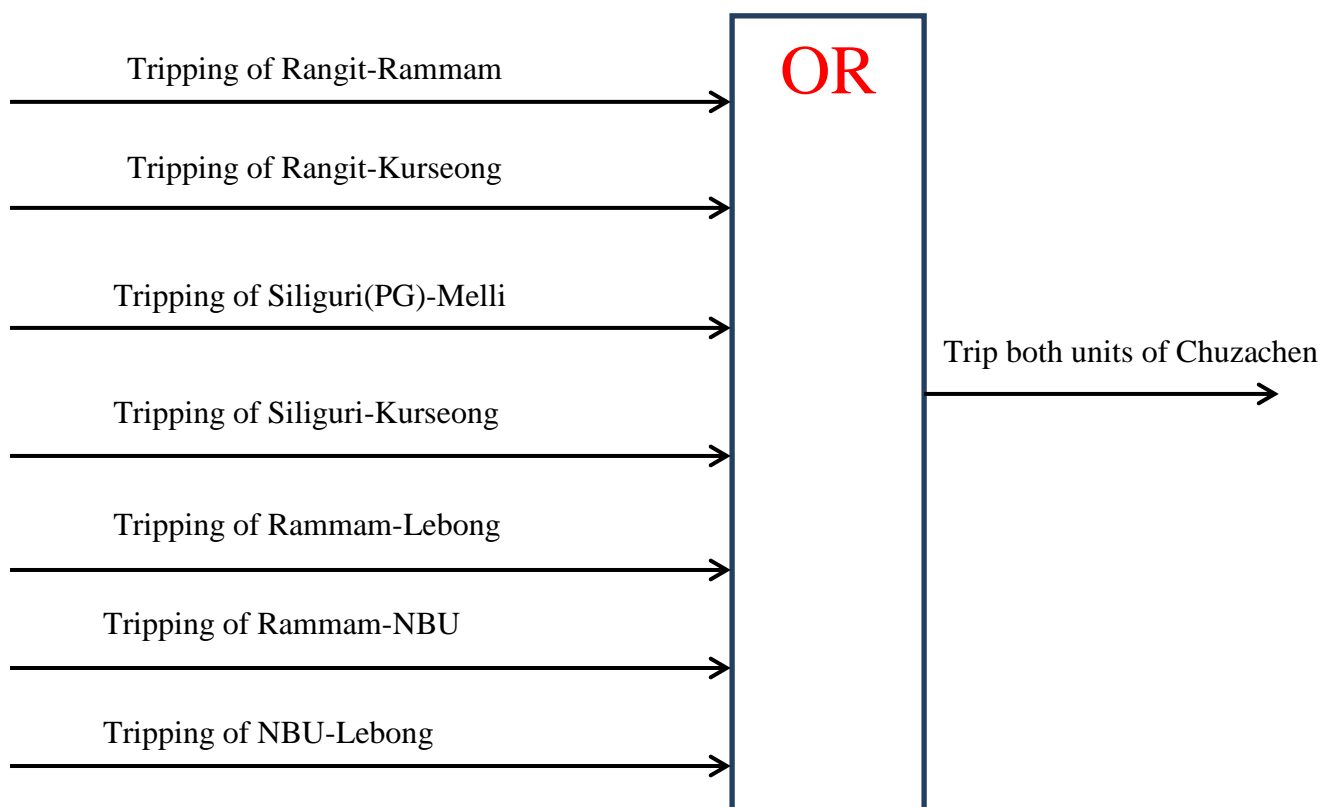 Tripping of Rangit-Rammam
OR
Tripping of Rangit-Kurseong
Tripping of Siliguri(PG)-Melli
Trip both units of Chuzachen
Tripping of Siliguri-Kurseong
Tripping of Rammam-Lebong
Tripping of Rammam-NBU
Tripping of NBU-Lebong